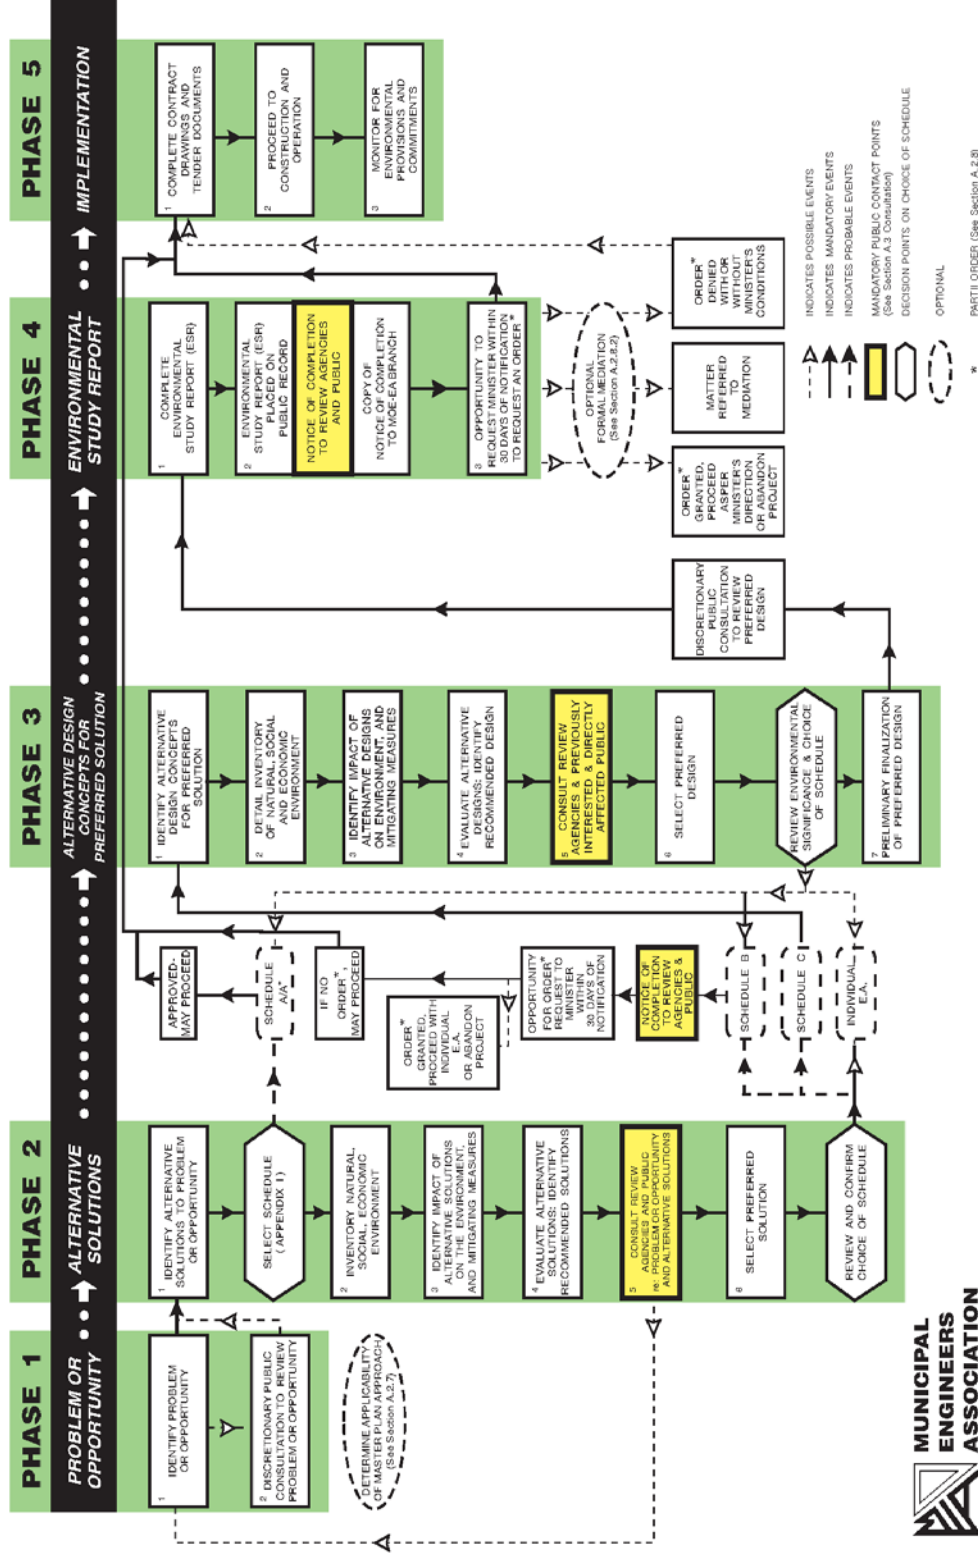 PHASE 1
PROBLEM OR
OPPORTUNITY
1
IDENTIFY PROBLEM
OR OPPORTUNITY
2 DISCRETIONARY PUBLIC
CONSULTATION TO REVIEW
PROBLEM OR OPPORTUNITY
DETERMINE APPLICABILITY
OF MASTER PLAN APPROACH
(See Section A.2.7)
PHASE 2
ALTERNATIVE
SOLUTIONS
1 IDENTIFY ALTERNATIVE
SOLUTIONS TO PROBLEM
OR OPPORTUNITY
SELECT SCHEDULE
(APPENDIX I)
2 INVENTORY NATURAL,
SOCIAL, ECONOMIC
ENVIRONMENT
3 IDENTIFY IMPACT OF
ALTERNATIVE SOLUTIONS
ON THE ENVIRONMENT,
AND MITIGATING MEASURES
4 EVALUATE ALTERNATIVE
SOLUTIONS: IDENTIFY
RECOMMENDED SOLUTIONS
5 CONSULT REVIEW
AGENCIES AND PUBLIC
re: PROBLEM OR OPPORTUNITY
AND ALTERNATIVE SOLUTIONS
6 SELECT PREFERRED
SOLUTION
REVIEW AND CONFIRM
CHOICE OF SCHEDULE
APPROVED-
MAY PROCEED
SCHEDULE
A/A+
IF NO
ORDER*,
MAY PROCEED
ORDER*
GRANTED,
PROCEED WITH
INDIVIDUAL
E.A.
OR ABANDON
PROJECT
OPPORTUNITY
FOR ORDER*
REQUEST TO
MINISTER
WITHIN
30 DAYS OF
NOTIFICATION
NOTICE OF
COMPLETION
TO REVIEW
AGENCIES &
PUBLIC
SCHEDULE B
SCHEDULE C
INDIVIDUAL
E.A.
PHASE 3
ALTERNATIVE DESIGN
CONCEPTS FOR
PREFERRED SOLUTION
1 IDENTIFY ALTERNATIVE
DESIGN CONCEPTS
FOR PREFERRED
SOLUTION
2 DETAIL INVENTORY
OF NATURAL, SOCIAL
AND ECONOMIC
ENVIRONMENT
3 IDENTIFY IMPACT OF
ALTERNATIVE DESIGNS
ON ENVIRONMENT, AND
MITIGATING MEASURES
4 EVALUATE ALTERNATIVE
DESIGNS: IDENTIFY
RECOMMENDED DESIGN
5 CONSULT REVIEW
AGENCIES & PREVIOUSLY
INTERESTED & DIRECTLY
AFFECTED PUBLIC
6 SELECT PREFERRED
DESIGN
REVIEW ENVIRONMENTAL
SIGNIFICANCE & CHOICE
OF SCHEDULE
7 PRELIMINARY FINALIZATION
OF PREFERRED DESIGN
DISCRETIONARY
PUBLIC
CONSULTATION
TO REVIEW
PREFERRED
DESIGN
PHASE 4
ENVIRONMENTAL
STUDY REPORT
1 COMPLETE
ENVIRONMENTAL
STUDY REPORT (ESR)
2 ENVIRONMENTAL
STUDY REPORT (ESR)
PLACED ON
PUBLIC RECORD
NOTICE OF COMPLETION
TO REVIEW AGENCIES
AND PUBLIC
COPY OF
NOTICE OF COMPLETION
TO MOE-EA BRANCH
3 OPPORTUNITY TO
REQUEST MINISTER WITHIN
30 DAYS OF NOTIFICATION
TO REQUEST AN ORDER*
OPTIONAL
FORMAL MEDIATION
(See Section A.2.8.2)
ORDER*
GRANTED,
PROCEED
AS PER
MINISTER'S
DIRECTION
OR ABANDON
PROJECT
MATTER
REFERRED
TO
MEDIATION
ORDER*
DENIED
WITH OR
WITHOUT
MINISTER'S
CONDITIONS
PHASE 5
IMPLEMENTATION
1 COMPLETE CONTRACT
DRAWINGS AND
TENDER DOCUMENTS
2 PROCEED TO
CONSTRUCTION AND
OPERATION
3 MONITOR FOR
ENVIRONMENTAL
PROVISIONS AND
COMMITMENTS
INDICATES POSSIBLE EVENTS
INDICATES MANDATORY EVENTS
INDICATES PROBABLE EVENTS
MANDATORY PUBLIC CONTACT POINTS
(See Section A.3 Consultation)
DECISION POINTS ON CHOICE OF SCHEDULE
OPTIONAL
* PART II ORDER (See Section A.2.8)
MUNICIPAL
ENGINEERS
ASSOCIATION